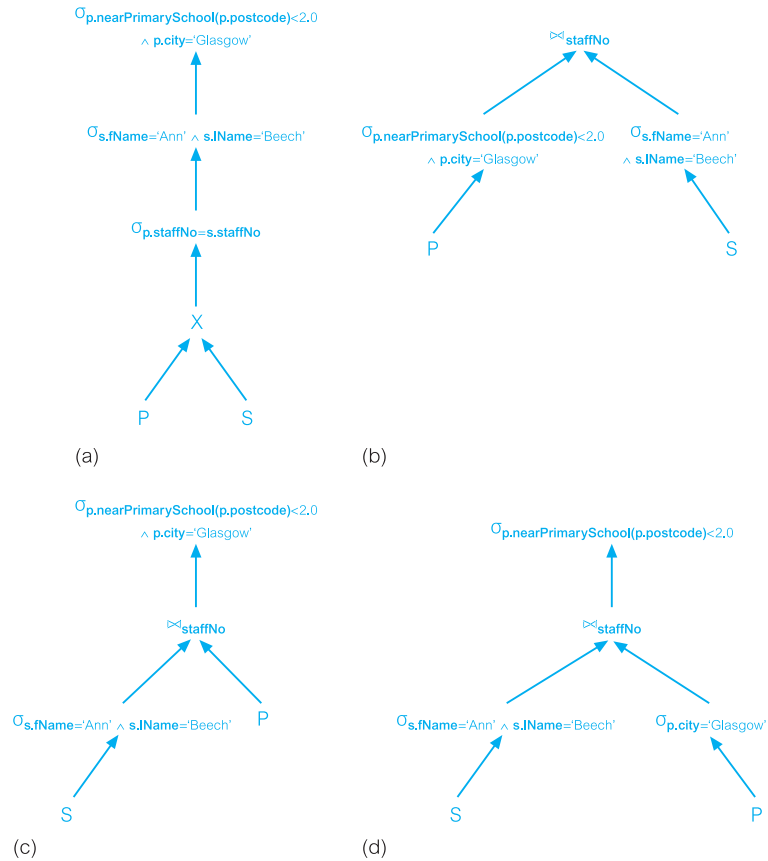 σp.nearPrimarySchool(p.postcode)<2.0
∧ p.city=‘Glasgow’
σs.fName=‘Ann’ ∧ s.lName=‘Beech’
σp.staffNo=s.staffNo
X
P S
(a)
⋈staffNo
σp.nearPrimarySchool(p.postcode)<2.0
∧ p.city=‘Glasgow’
σs.fName=‘Ann’
∧ s.lName=‘Beech’
P S
(b)
σp.nearPrimarySchool(p.postcode)<2.0
∧ p.city=‘Glasgow’
⋈staffNo
σs.fName=‘Ann’ ∧ s.lName=‘Beech’ P
S
(c)
σp.nearPrimarySchool(p.postcode)<2.0
⋈staffNo
σs.fName=‘Ann’ ∧ s.lName=‘Beech’ σp.city=‘Glasgow’
S P
(d)